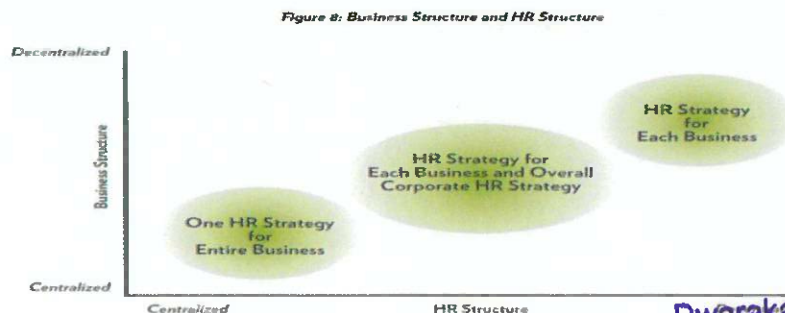 Figure 8: Business Structure and HR Structure
Decentralized
Business Structure
HR Strategy
for
Each Business
HR Strategy for
Each Business and Overall
Corporate HR Strategy
One HR Strategy
for
Entire Business
Centralized
Centralized
HR Structure